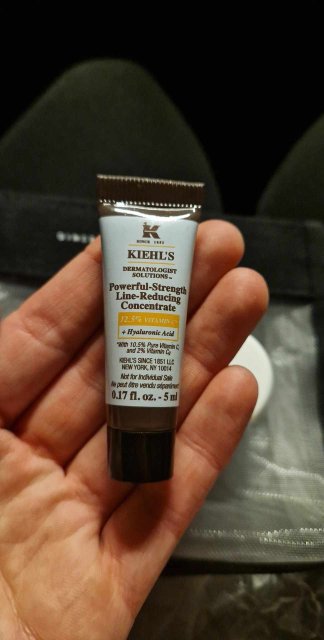 K
SINCE 1851
KIEHL'S
DERMATOLOGIST
SOLUTIONS™
Powerful-Strength
Line-Reducing
Concentrate
12.5% VITAMIN C
+ Hyaluronic Acid
*With 10.5% Pure Vitamin C
and 2% Vitamin Cg
KIEHL'S SINCE 1851 LLC
NEW YORK, NY 10014
Not for Individual Sale
Ne peut être vendu séparément
0.17 fl. oz. - 5 ml